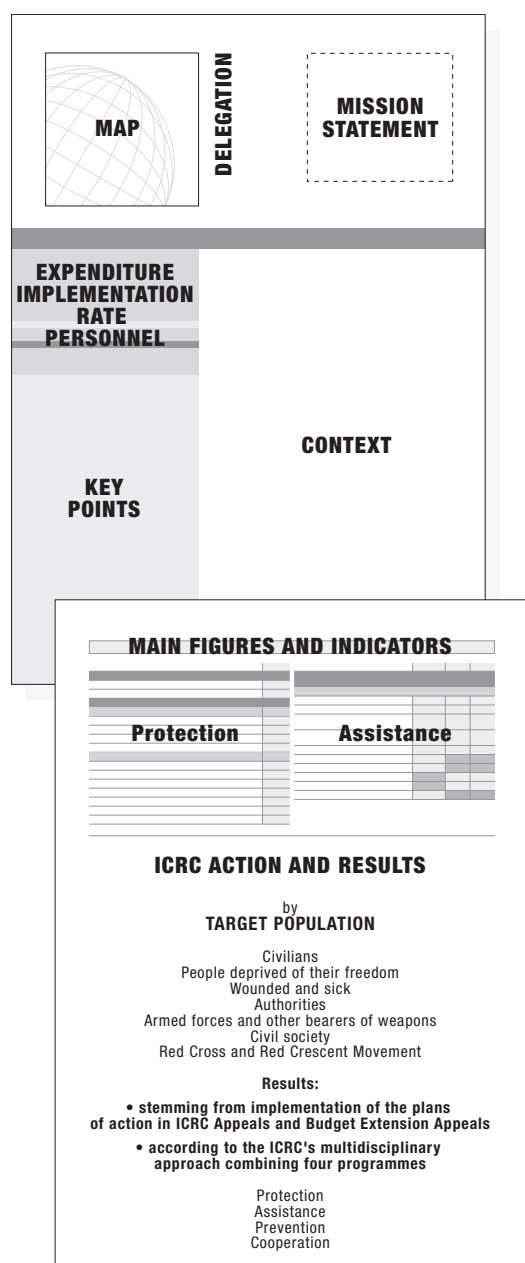 MAP
DELEGATION
MISSION
STATEMENT
EXPENDITURE
IMPLEMENTATION
RATE
PERSONNEL
CONTEXT
KEY
POINTS
MAIN FIGURES AND INDICATORS
Protection
Assistance
ICRC ACTION AND RESULTS
by
TARGET POPULATION
Civilians
People deprived of their freedom
Wounded and sick
Authorities
Armed forces and other bearers of weapons
Civil society
Red Cross and Red Crescent Movement
Results:
• stemming from implementation of the plans
of action in ICRC Appeals and Budget Extension Appeals
• according to the ICRC's multidisciplinary
approach combining four programmes
Protection
Assistance
Prevention
Cooperation